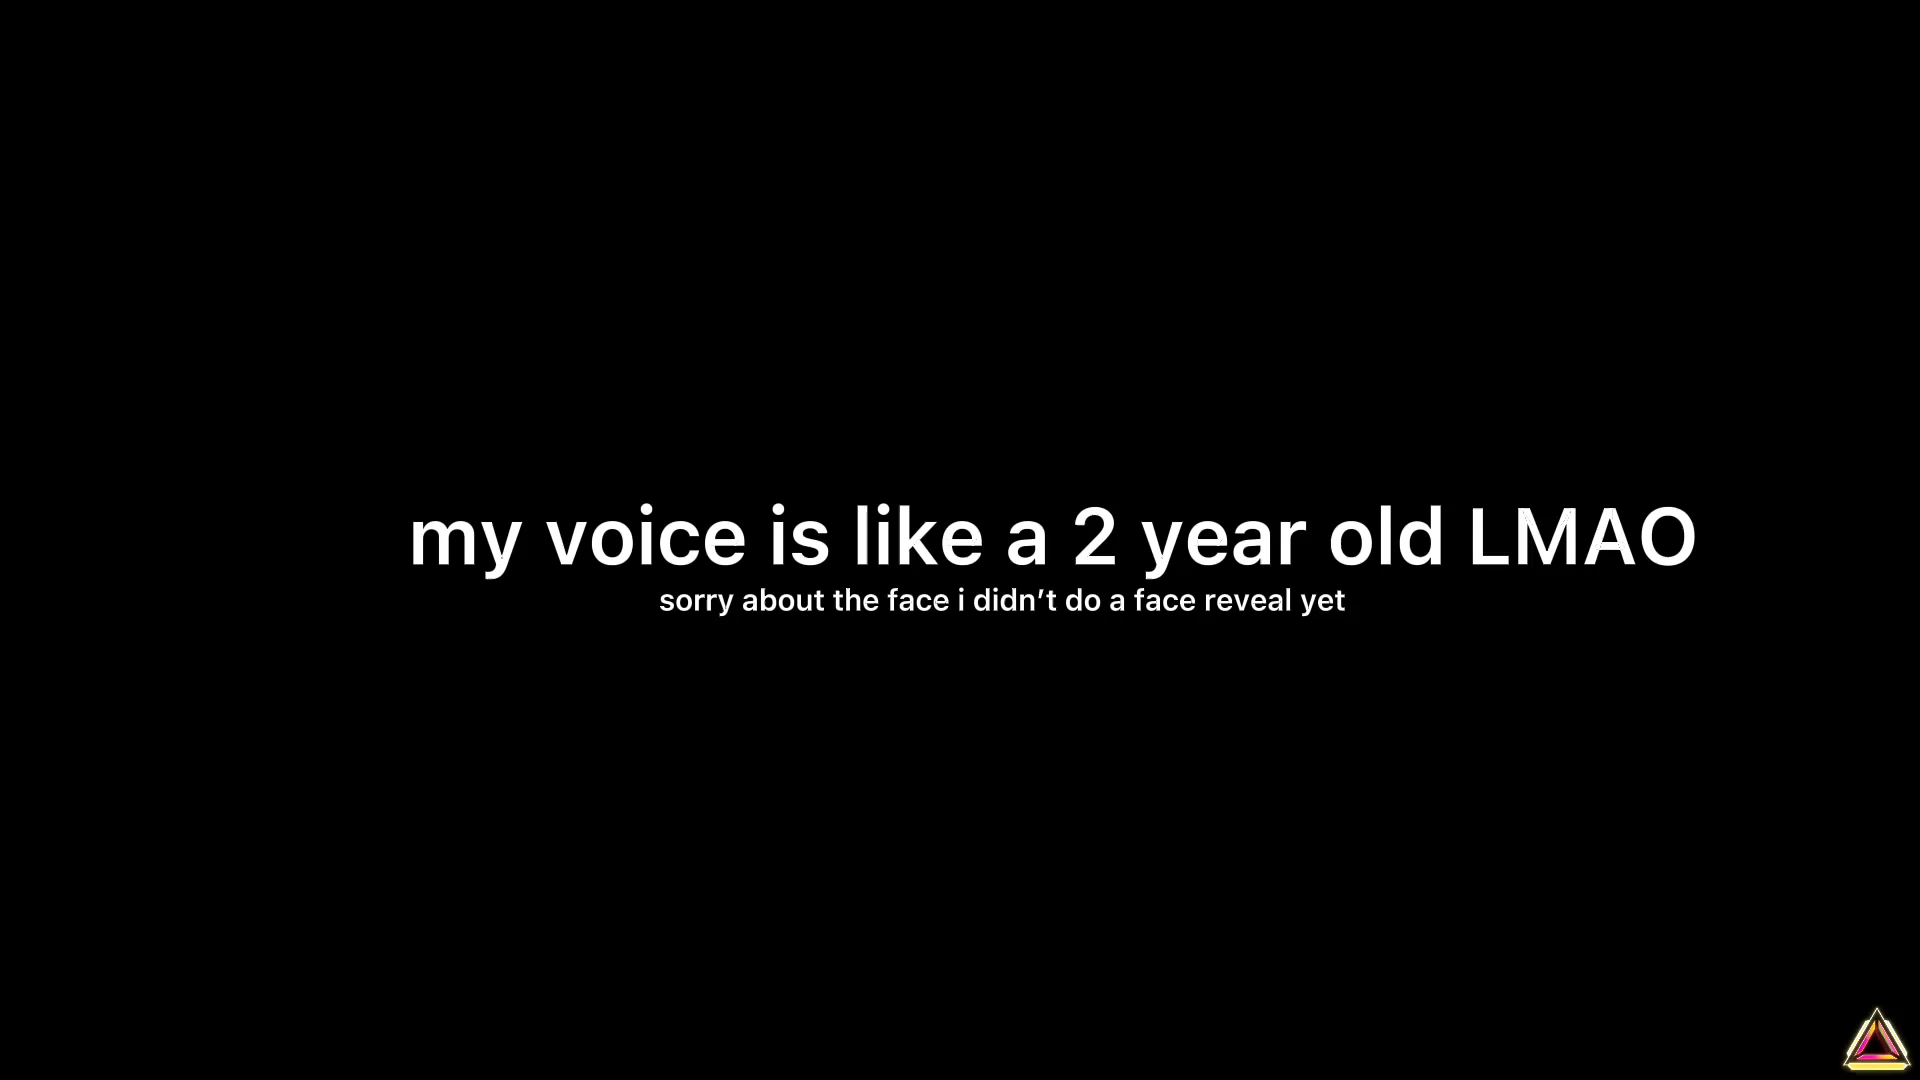 my voice is like a 2 year old LMAO
sorry about the face i didn’t do a face reveal yet